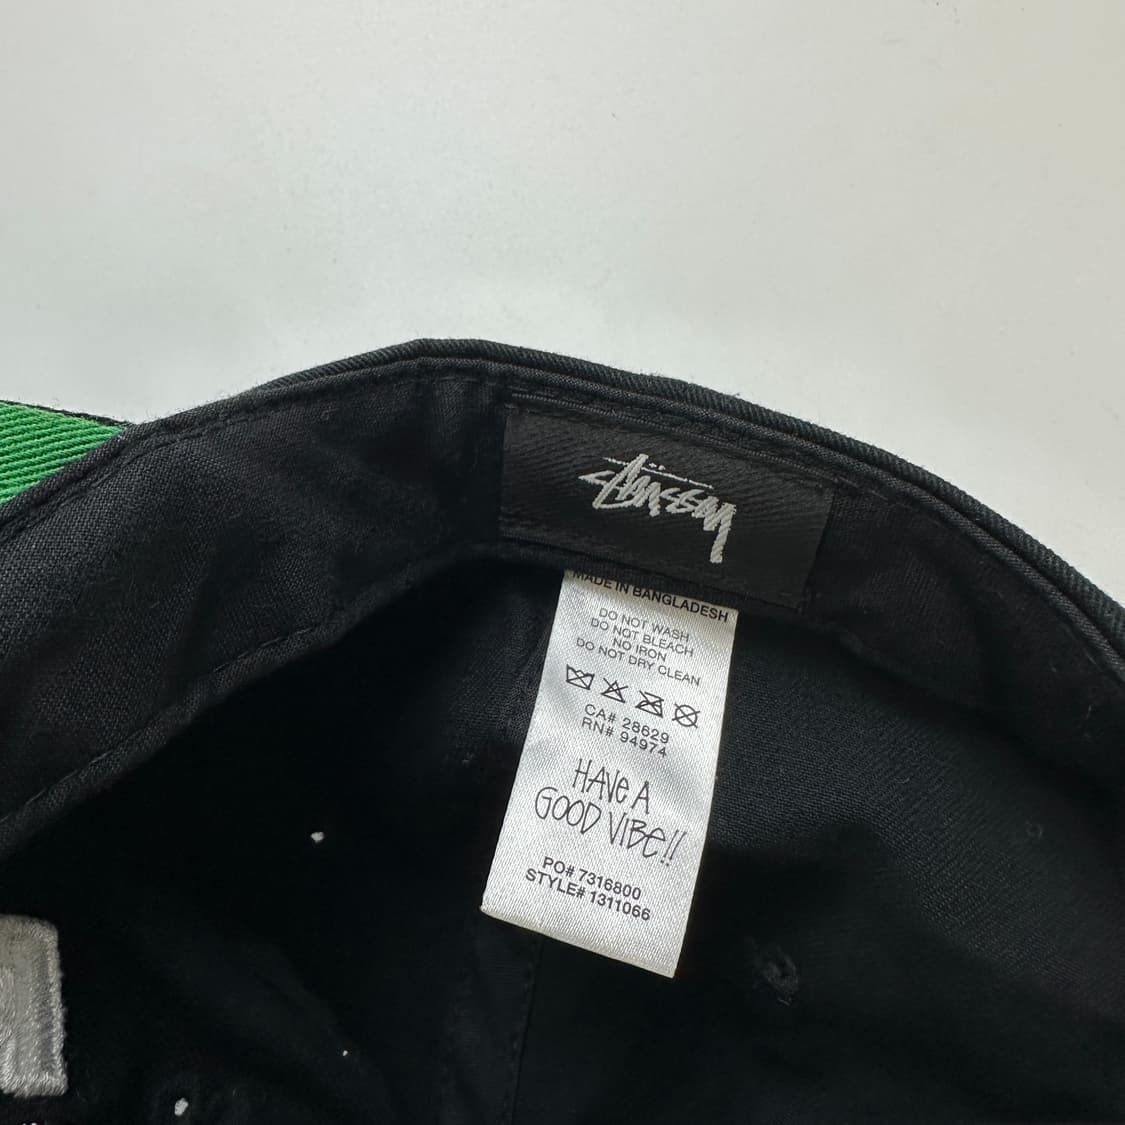 Stüssy
MADE IN BANGLADESH
DO NOT WASH
DO NOT BLEACH
NO IRON
DO NOT DRY CLEAN
CA# 28629
RN# 94974
HAVE A
GOOD VIBE!!
PO# 7316800
STYLE# 1311066